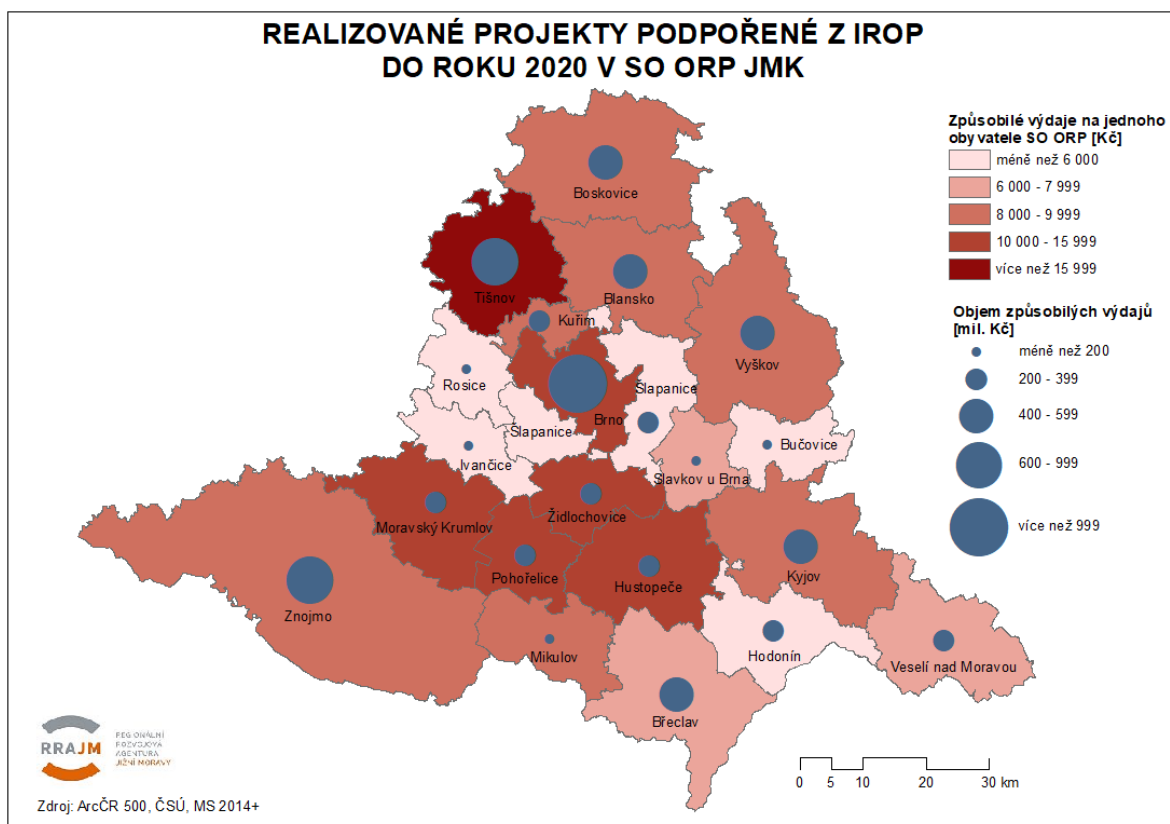 REALIZOVANÉ PROJEKTY PODPOŘENÉ Z IROP
DO ROKU 2020 V SO ORP JMK
Způsobilé výdaje na jednoho
obyvatele SO ORP [Kč]
méně než 6 000
6 000 - 7 999
8 000 - 9 999
10 000 - 15 999
více než 15 999
Objem způsobilých výdajů
[mil. Kč]
méně než 200
200 - 399
400 - 599
600 - 999
více než 999
Boskovice
Tišnov
Blansko
Kuřim
Vyškov
Rosice
Šlapanice
Brno
Šlapanice
Bučovice
Ivančice
Slavkov u Brna
Moravský Krumlov
Židlochovice
Pohořelice
Hustopeče
Kyjov
Znojmo
Mikulov
Hodonín
Veselí nad Moravou
Břeclav
RRAJM
REGIONÁLNÍ
ROZVOJOVÁ
AGENTURA
JIŽNÍ MORAVY
0 5 10 20 30 km
Zdroj: ArcČR 500, ČSÚ, MS 2014+